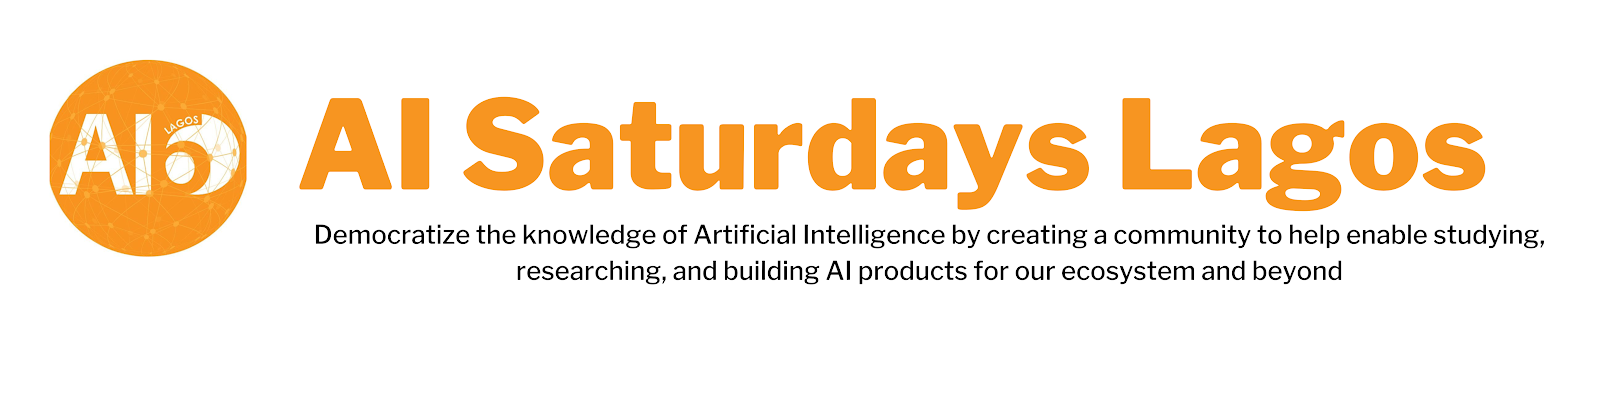 AI6
LAGOS
AI Saturdays Lagos
Democratize the knowledge of Artificial Intelligence by creating a community to help enable studying,
researching, and building AI products for our ecosystem and beyond